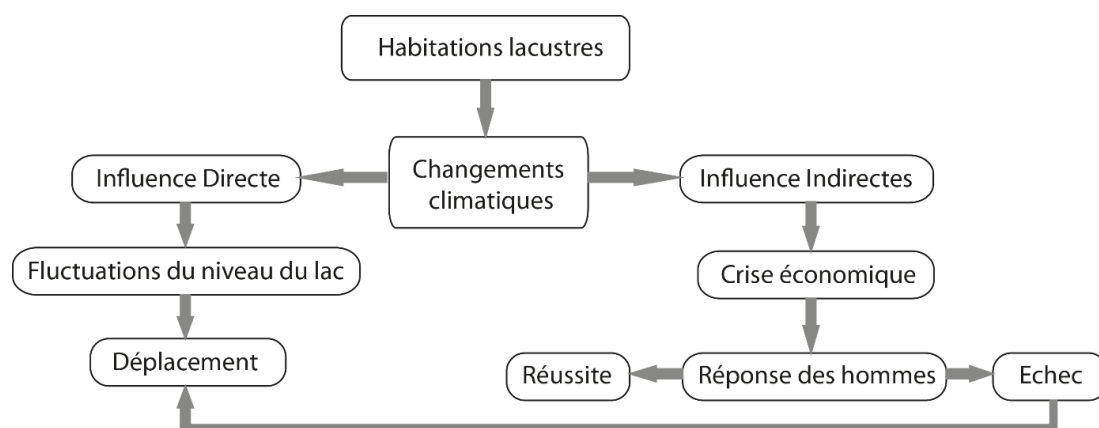 Habitations lacustres
Changements
climatiques
Influence Directe
Influence Indirectes
Fluctuations du niveau du lac
Crise économique
Déplacement
Réussite
Réponse des hommes
Echec